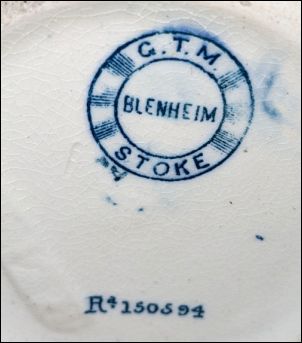 G.T.M.
BLENHEIM
STOKE
Rd 150594